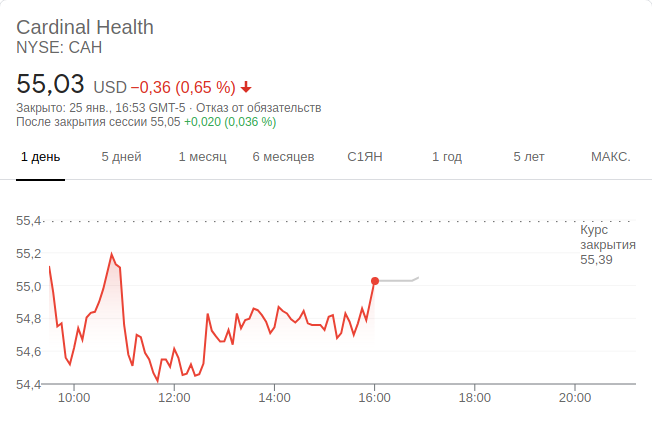 Cardinal Health
NYSE: CAH
55,03 USD −0,36 (0,65 %)
Закрыто: 25 янв., 16:53 GMT-5 · Отказ от обязательств
После закрытия сессии 55,05 +0,020 (0,036 %)
1 день 5 дней 1 месяц 6 месяцев С1ЯН 1 год 5 лет МАКС.
55,4
Курс
закрытия
55,39
55,2
55,0
54,8
54,6
54,4
10:00 12:00 14:00 16:00 18:00 20:00